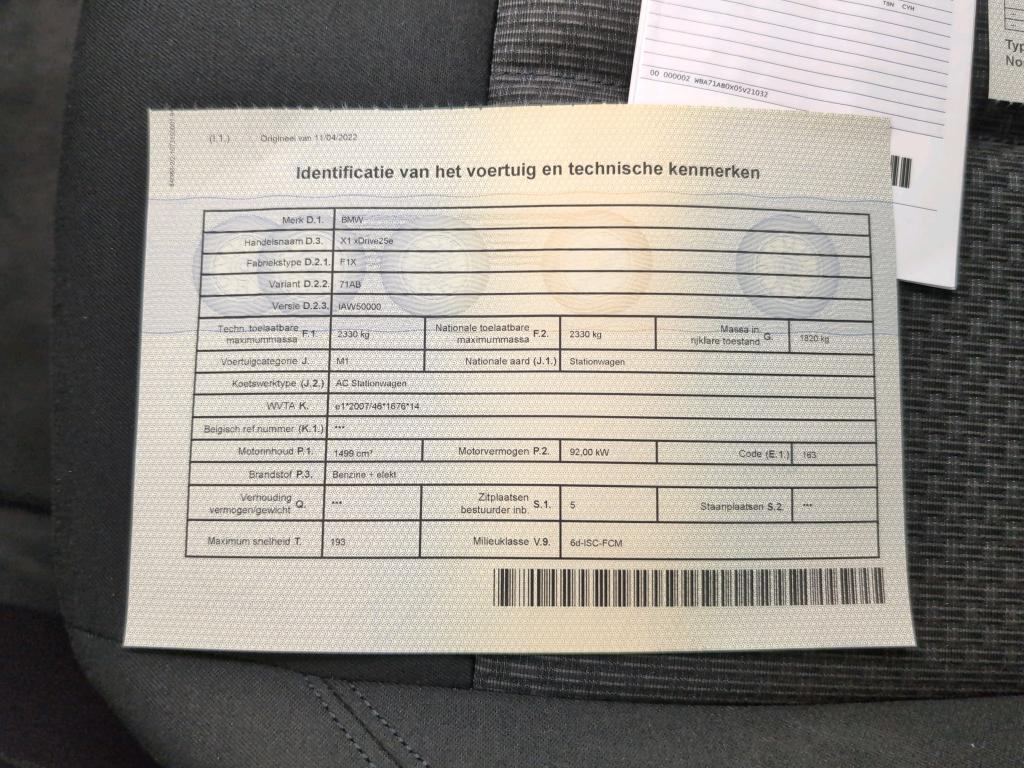 TBN CYH
00 000002 WBA71AB0X05V21032
Typ
No
(I.1.) Origineel van 11/04/2022
Identificatie van het voertuig en technische kenmerken
Merk D.1. BMW
Handelsnaam D.3. X1 xDrive25e
Fabriekstype D.2.1. F1X
Variant D.2.2. 71AB
Versie D.2.3. IAW50000
Techn. toelaatbare maximummassa F.1. 2330 kg Nationale toelaatbare maximummassa F.2. 2330 kg Massa in rijklare toestand G. 1820 kg
Voertuigcategorie J. M1 Nationale aard (J.1.) Stationwagen
Koetswerktype (J.2.) AC Stationwagen
WVTA K. e1*2007/46*1676*14
Belgisch ref.nummer (K.1.) ***
Motorinhoud P.1. 1499 cm³ Motorvermogen P.2. 92,00 kW Code (E.1.) 163
Brandstof P.3. Benzine + elekt
Verhouding vermogen/gewicht Q. *** Zitplaatsen bestuurder inb. S.1. 5 Staanplaatsen S.2. ***
Maximum snelheid T. 193 Milieuklasse V.9. 6d-ISC-FCM